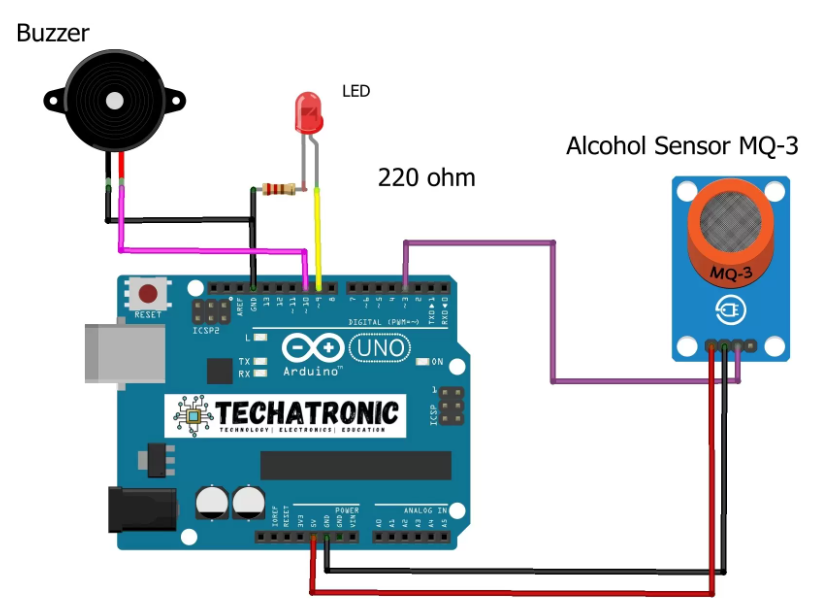 Buzzer
LED
Alcohol Sensor MQ-3
220 ohm
MQ-3
RESET
ICSP2
AREF
GND
13
12
~11
~10
~9
8
7
~6
~5
4
~3
2
TXD▶1
RXD◀0
DIGITAL (PWM=~)
L
TX
RX
UNO
Arduino™
ON
1
ICSP
TECHATRONIC
TECHNOLOGY| ELECTRONICS| EDUCATION
POWER
ANALOG IN
IOREF
RESET
3V3
5V
GND
GND
VIN
A0
A1
A2
A3
A4
A5